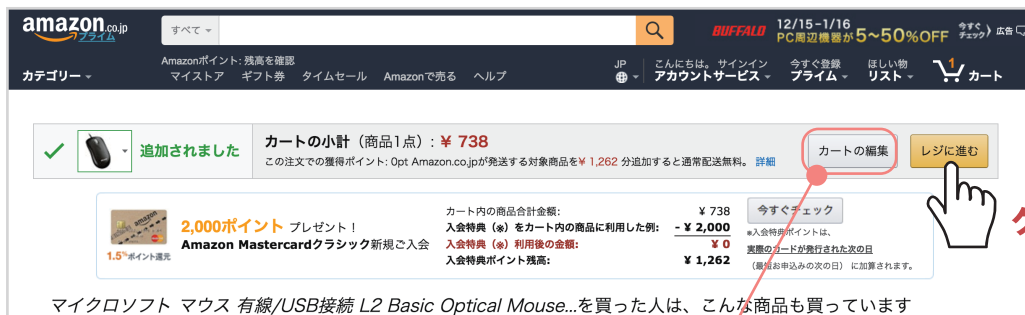 amazon.co.jp
プライム
すべて
BUFFALO 12/15-1/16 PC周辺機器が5~50%OFF 今すぐチェック 広告
カテゴリー
Amazonポイント: 残高を確認
マイストア ギフト券 タイムセール Amazonで売る ヘルプ
JP
こんにちは。サインイン
アカウントサービス
今すぐ登録
プライム
ほしい物
リスト
1
カート
追加されました
カートの小計（商品1点）: ¥ 738
この注文での獲得ポイント: 0pt Amazon.co.jpが発送する対象商品を¥ 1,262 分追加すると通常配送無料。 詳細
カートの編集
レジに進む
amazon
1.5%ポイント還元
2,000ポイント プレゼント！
Amazon Mastercardクラシック新規ご入会
カート内の商品合計金額: ¥ 738
入会特典（※）をカート内の商品に利用した例: - ¥ 2,000
入会特典（※）利用後の金額: ¥ 0
入会特典ポイント残高: ¥ 1,262
今すぐチェック
※入会特典ポイントは、
実際のカードが発行された次の日
（最短お申込みの次の日） に加算されます。
マイクロソフト マウス 有線/USB接続 L2 Basic Optical Mouse...を買った人は、こんな商品も買っています